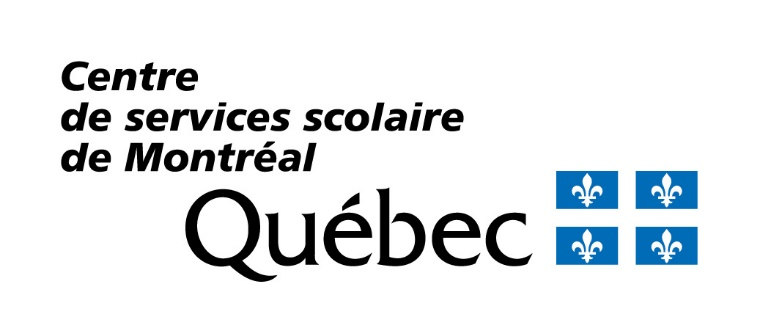 Centre
de services scolaire
de Montréal
Québec